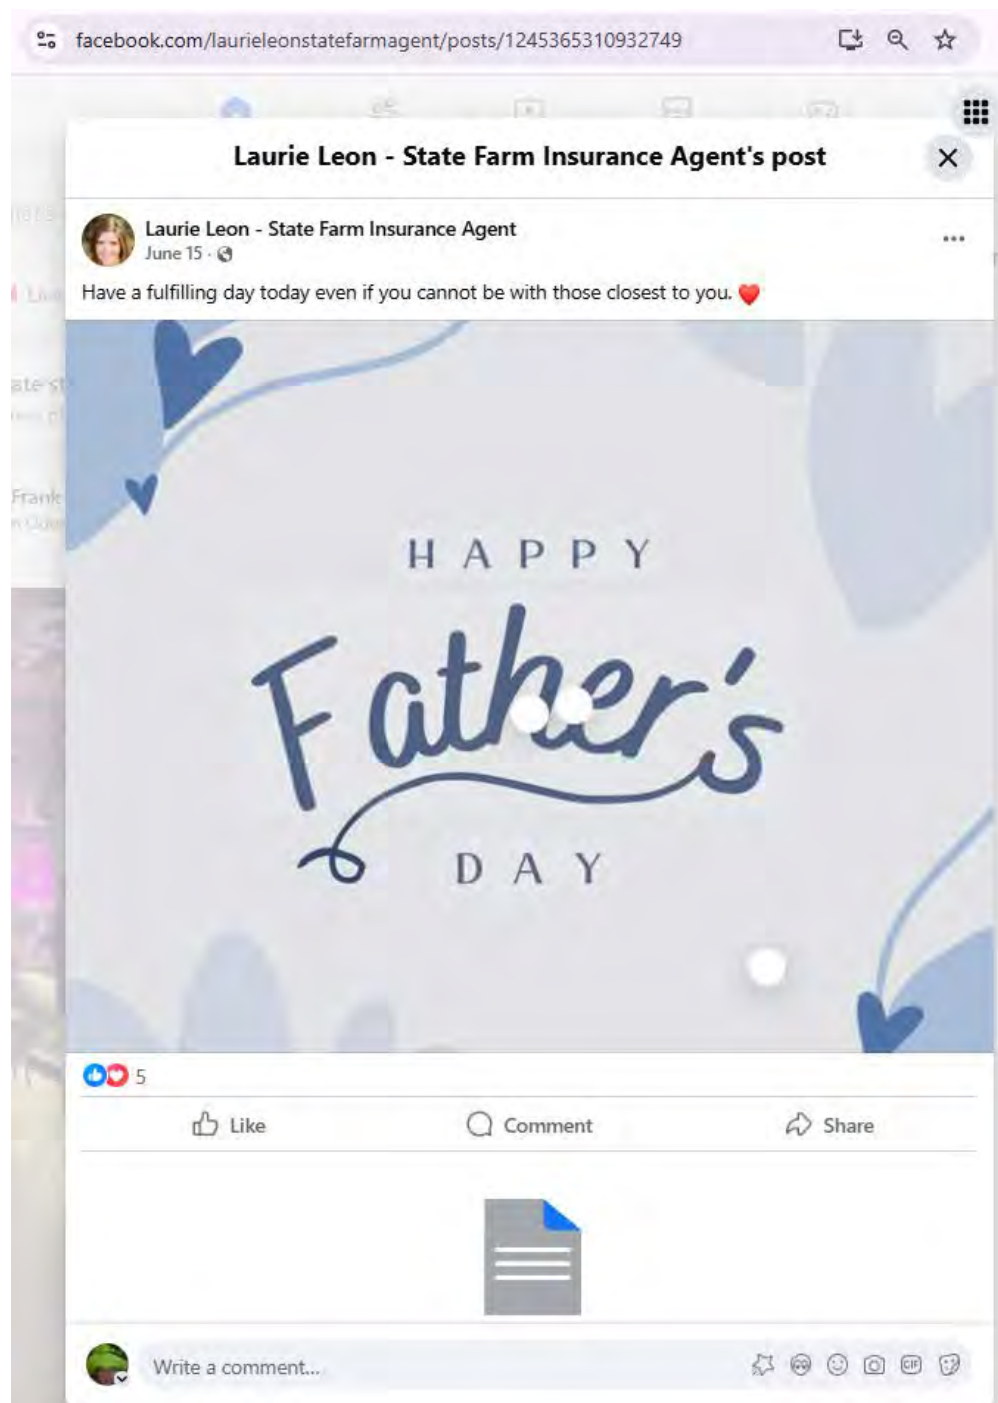 facebook.com/laurieleonstatefarmagent/posts/1245365310932749
Laurie Leon - State Farm Insurance Agent's post
Laurie Leon - State Farm Insurance Agent
June 15 ·
Have a fulfilling day today even if you cannot be with those closest to you. ❤️
HAPPY
Father's
DAY
5
Like Comment Share
Write a comment...
GIF
Frank